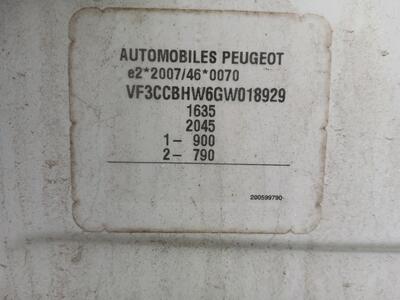 AUTOMOBILES PEUGEOT
e2*2007/46*0070
VF3CCBHW6GW018929
1635
2045
1- 900
2- 790
200599790